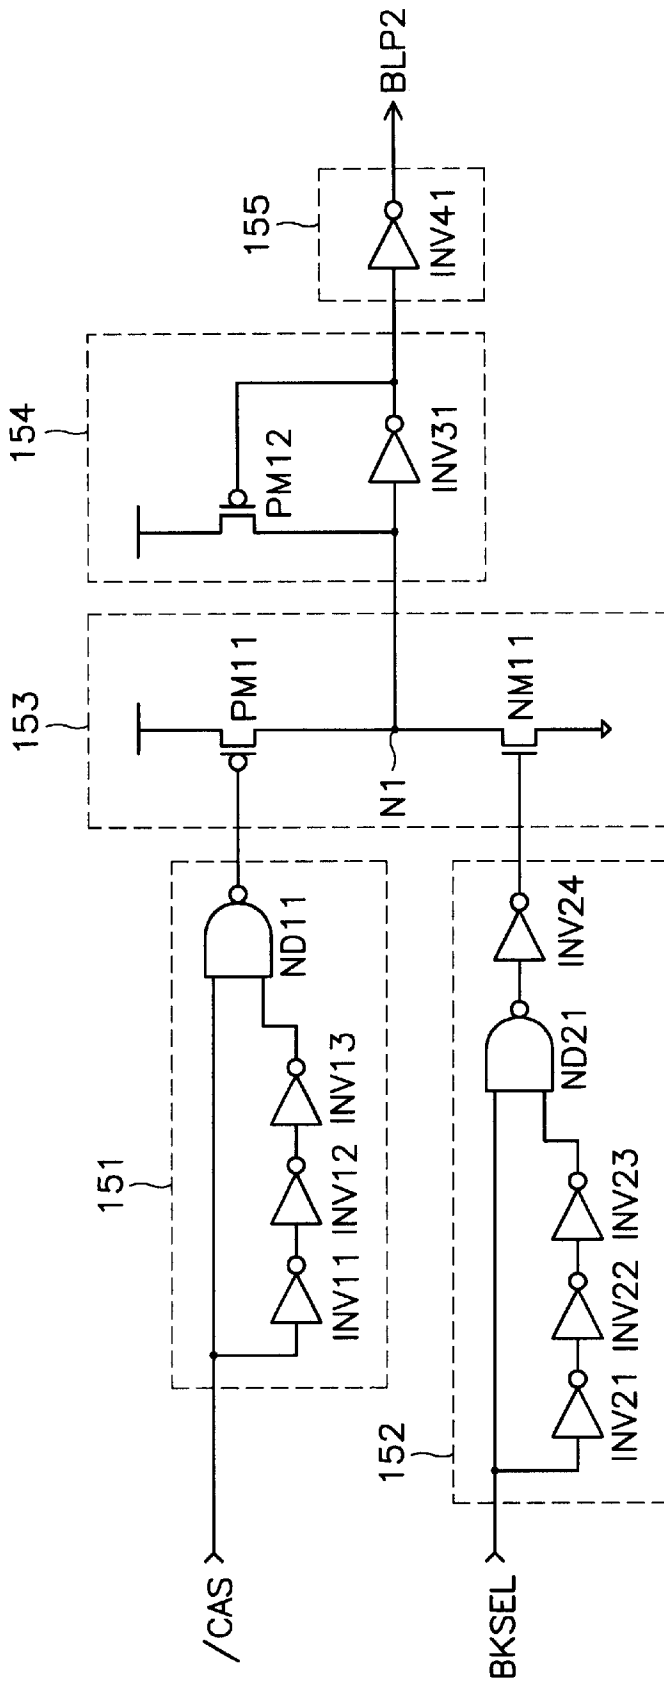 /CAS
BKSEL
151
INV11
INV12
INV13
ND11
152
INV21
INV22
INV23
ND21
INV24
153
PM11
N1
NM11
154
PM12
INV31
155
INV41
BLP2